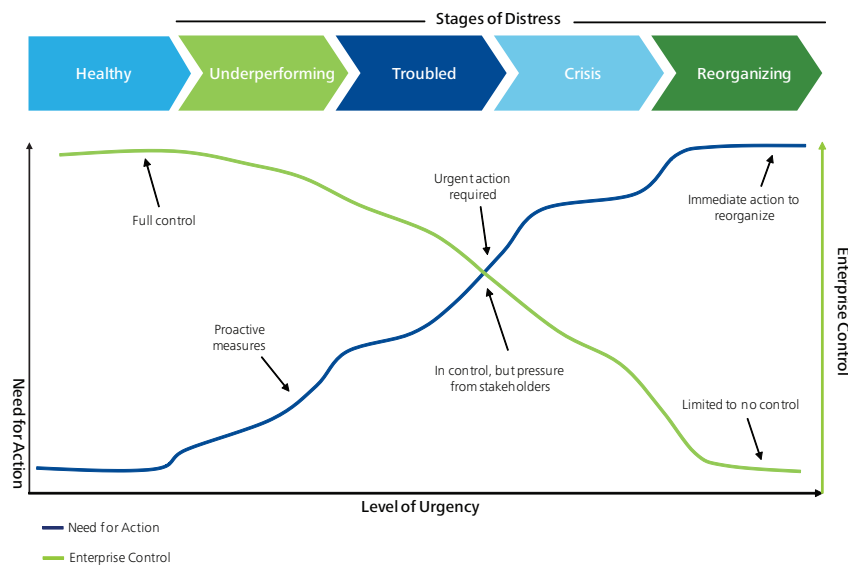 Stages of Distress
Healthy
Underperforming
Troubled
Crisis
Reorganizing
Full control
Urgent action
required
Immediate action to
reorganize
Proactive
measures
In control, but pressure
from stakeholders
Limited to no control
Need for Action
Enterprise Control
Level of Urgency
Need for Action
Enterprise Control